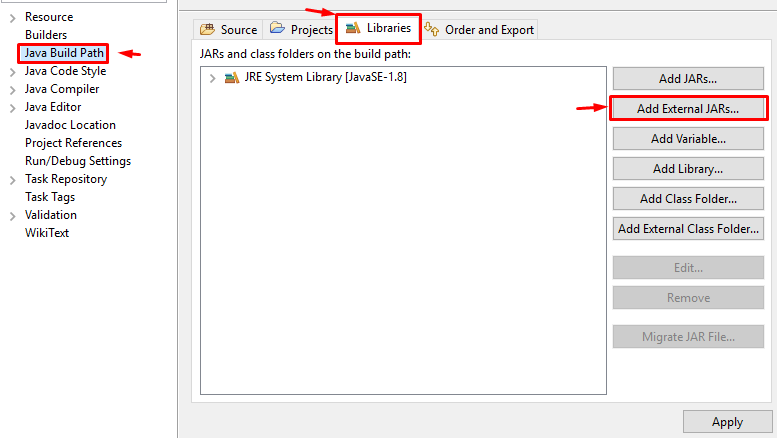 Resource
Builders
Java Build Path
Java Code Style
Java Compiler
Java Editor
Javadoc Location
Project References
Run/Debug Settings
Task Repository
Task Tags
Validation
WikiText
Source Projects Libraries Order and Export
JARs and class folders on the build path:
JRE System Library [JavaSE-1.8]
Add JARs...
Add External JARs...
Add Variable...
Add Library...
Add Class Folder...
Add External Class Folder...
Edit...
Remove
Migrate JAR File...
Apply